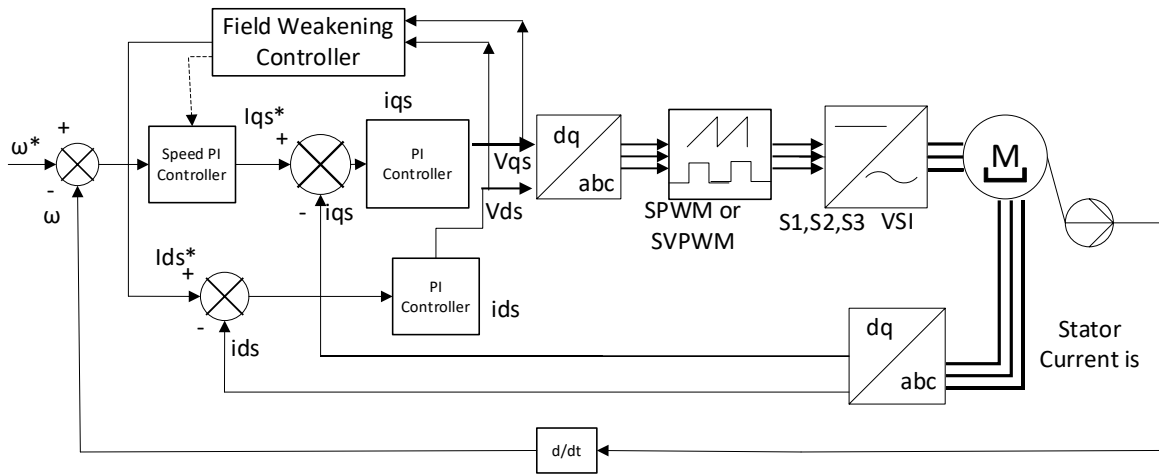 Field Weakening
Controller
iqs
Iqs*
+
ω*
+
-
ω
Speed PI
Controller
PI
Controller
Vqs
Vds
dq
abc
SPWM or
SVPWM
S1,S2,S3
VSI
M
- iqs
Ids*
+
-
ids
PI
Controller
ids
dq
abc
Stator
Current is
d/dt